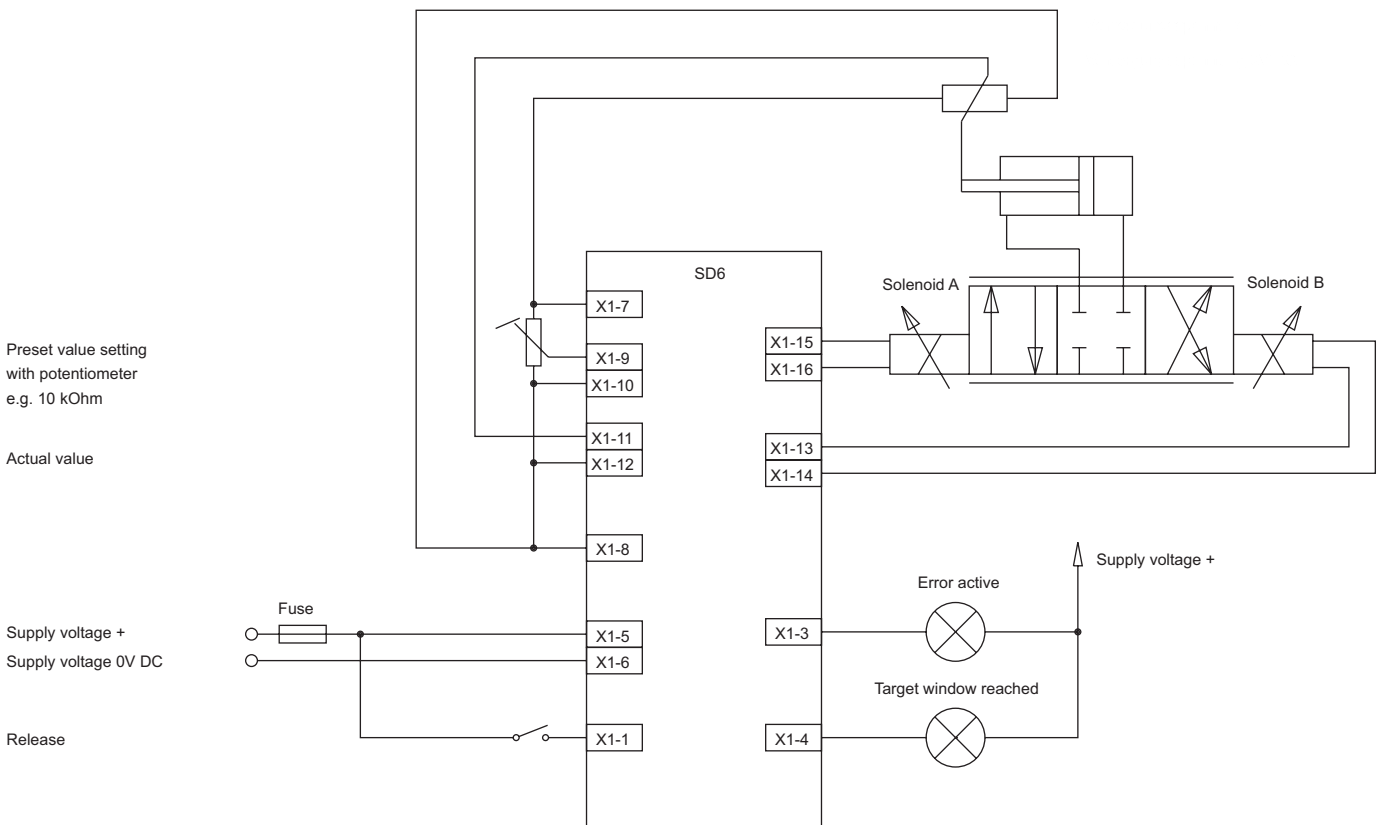 SD6
Solenoid A
Solenoid B
X1-7
Preset value setting
with potentiometer
e.g. 10 kOhm
X1-9
X1-10
X1-15
X1-16
X1-11
Actual value
X1-12
X1-13
X1-14
X1-8
Supply voltage +
Error active
Fuse
Supply voltage +
X1-5
X1-3
Supply voltage 0V DC
X1-6
Target window reached
Release
X1-1
X1-4